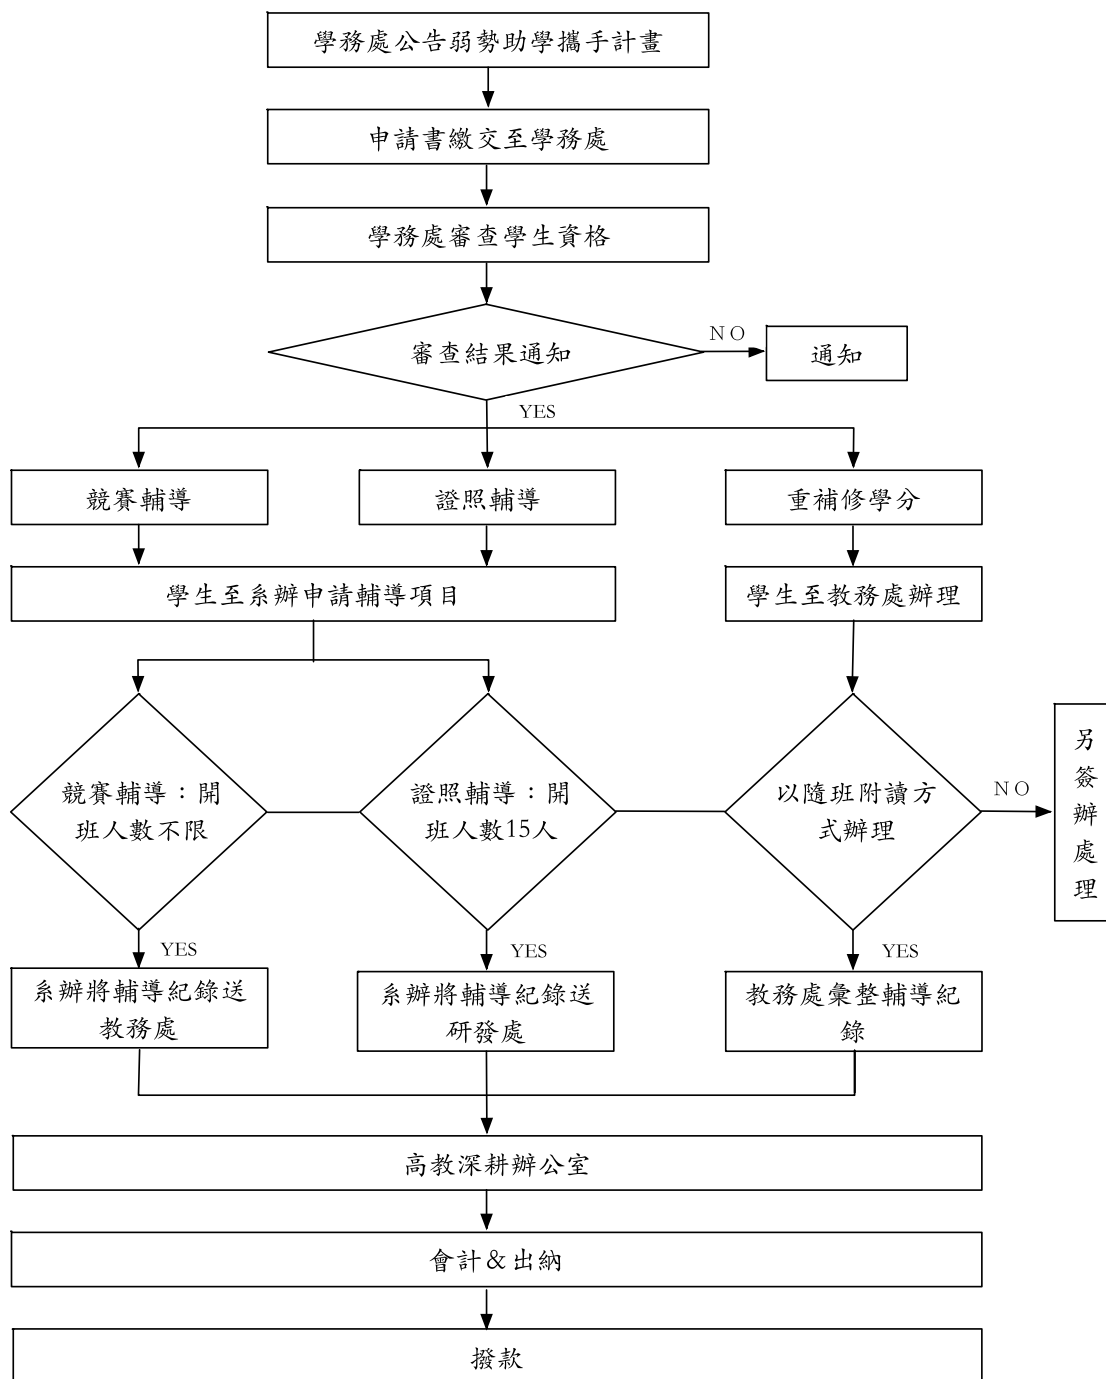 學務處公告弱勢助學攜手計畫
申請書繳交至學務處
學務處審查學生資格
審查結果通知
NO
通知
YES
競賽輔導
證照輔導
重補修學分
學生至系辦申請輔導項目
學生至教務處辦理
競賽輔導：開
班人數不限
證照輔導：開
班人數15人
以隨班附讀方
式辦理
NO
另
簽
辦
處
理
YES
YES
YES
系辦將輔導紀錄送
教務處
系辦將輔導紀錄送
研發處
教務處彙整輔導紀
錄
高教深耕辦公室
會計&出納
撥款